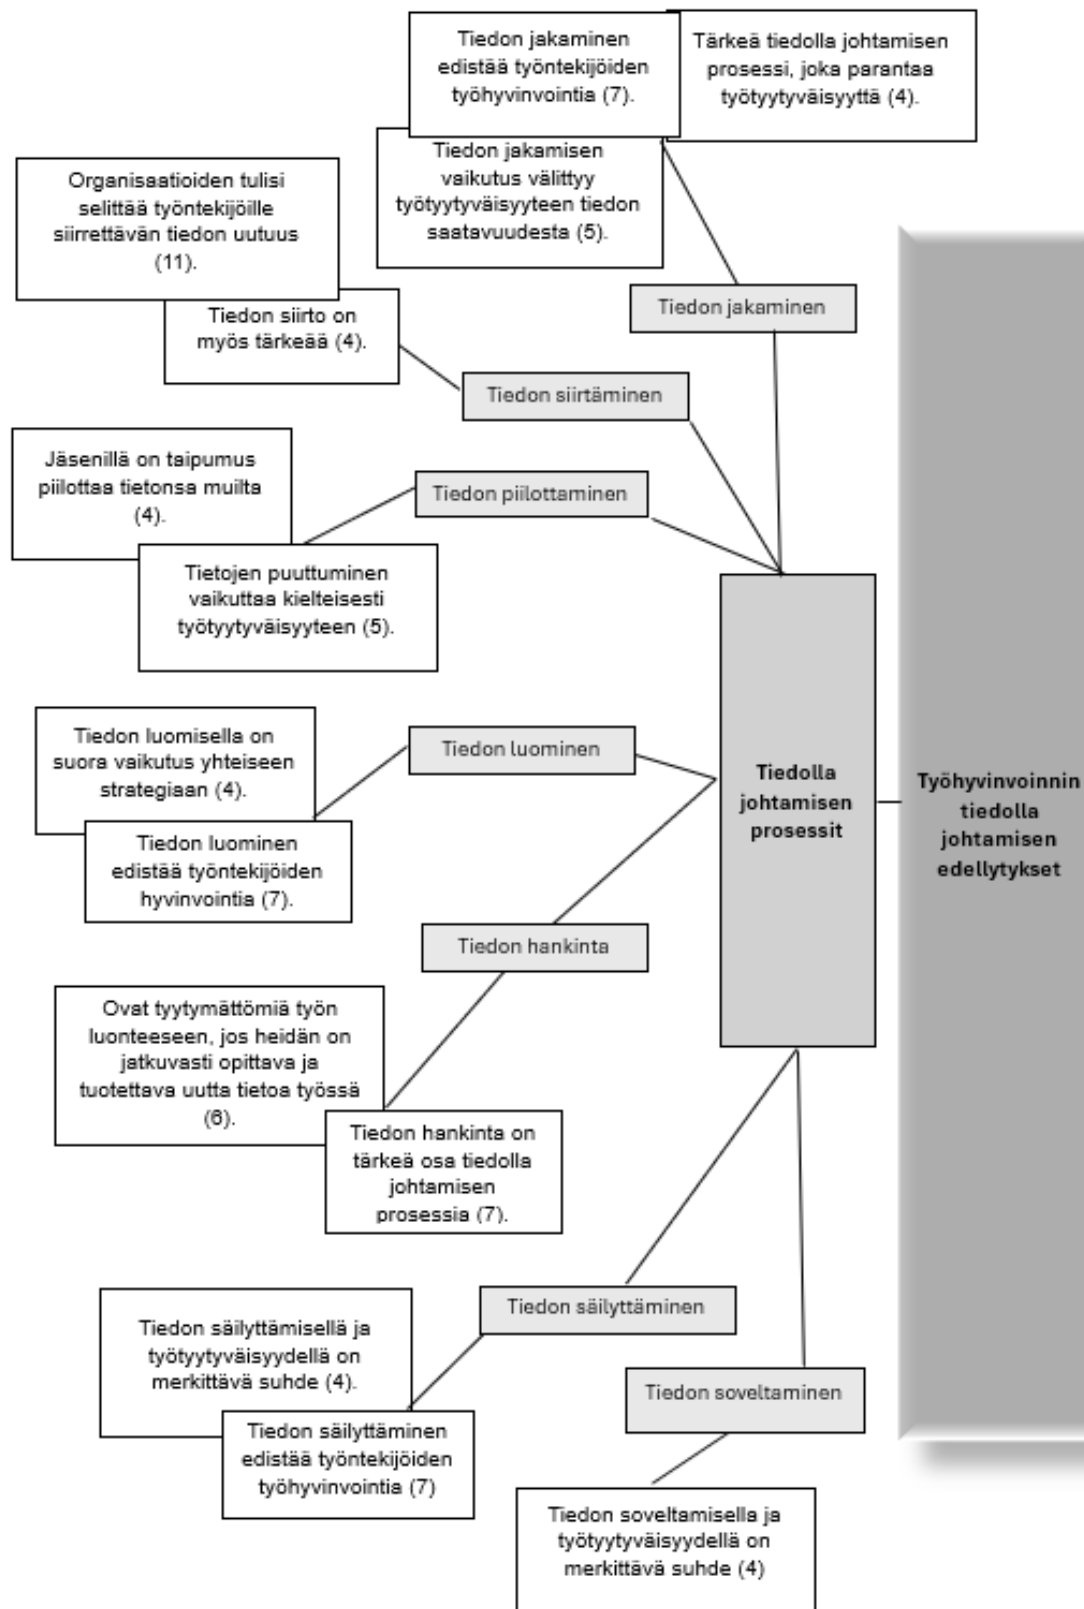 Tiedon jakaminen
edistää työntekijöiden
työhyvinvointia (7).
Tärkeä tiedolla johtamisen
prosessi, joka parantaa
työtyytyväisyyttä (4).
Tiedon jakamisen
vaikutus välittyy
työtyytyväisyyteen tiedon
saatavuudesta (5).
Organisaatioiden tulisi
selittää työntekijöille
siirrettävän tiedon uutuus
(11).
Tiedon siirto on
myös tärkeää (4).
Tiedon jakaminen
Tiedon siirtäminen
Jäsenillä on taipumus
piilottaa tietonsa muilta
(4).
Tiedon piilottaminen
Tietojen puuttuminen
vaikuttaa kielteisesti
työtyytyväisyyteen (5).
Tiedon luomisella on
suora vaikutus yhteiseen
strategiaan (4).
Tiedon luominen
Tiedon luominen
edistää työntekijöiden
hyvinvointia (7).
Tiedolla
johtamisen
prosessit
Työhyvinvoinnin
tiedolla
johtamisen
edellytykset
Tiedon hankinta
Ovat tyytymättömiä työn
luonteeseen, jos heidän on
jatkuvasti opittava ja
tuotettava uutta tietoa työssä
(6).
Tiedon hankinta on
tärkeä osa tiedolla
johtamisen
prosessia (7).
Tiedon säilyttäminen
Tiedon säilyttämisellä ja
työtyytyväisyydellä on
merkittävä suhde (4).
Tiedon säilyttäminen
edistää työntekijöiden
työhyvinvointia (7)
Tiedon soveltaminen
Tiedon soveltamisella ja
työtyytyväisyydellä on
merkittävä suhde (4)